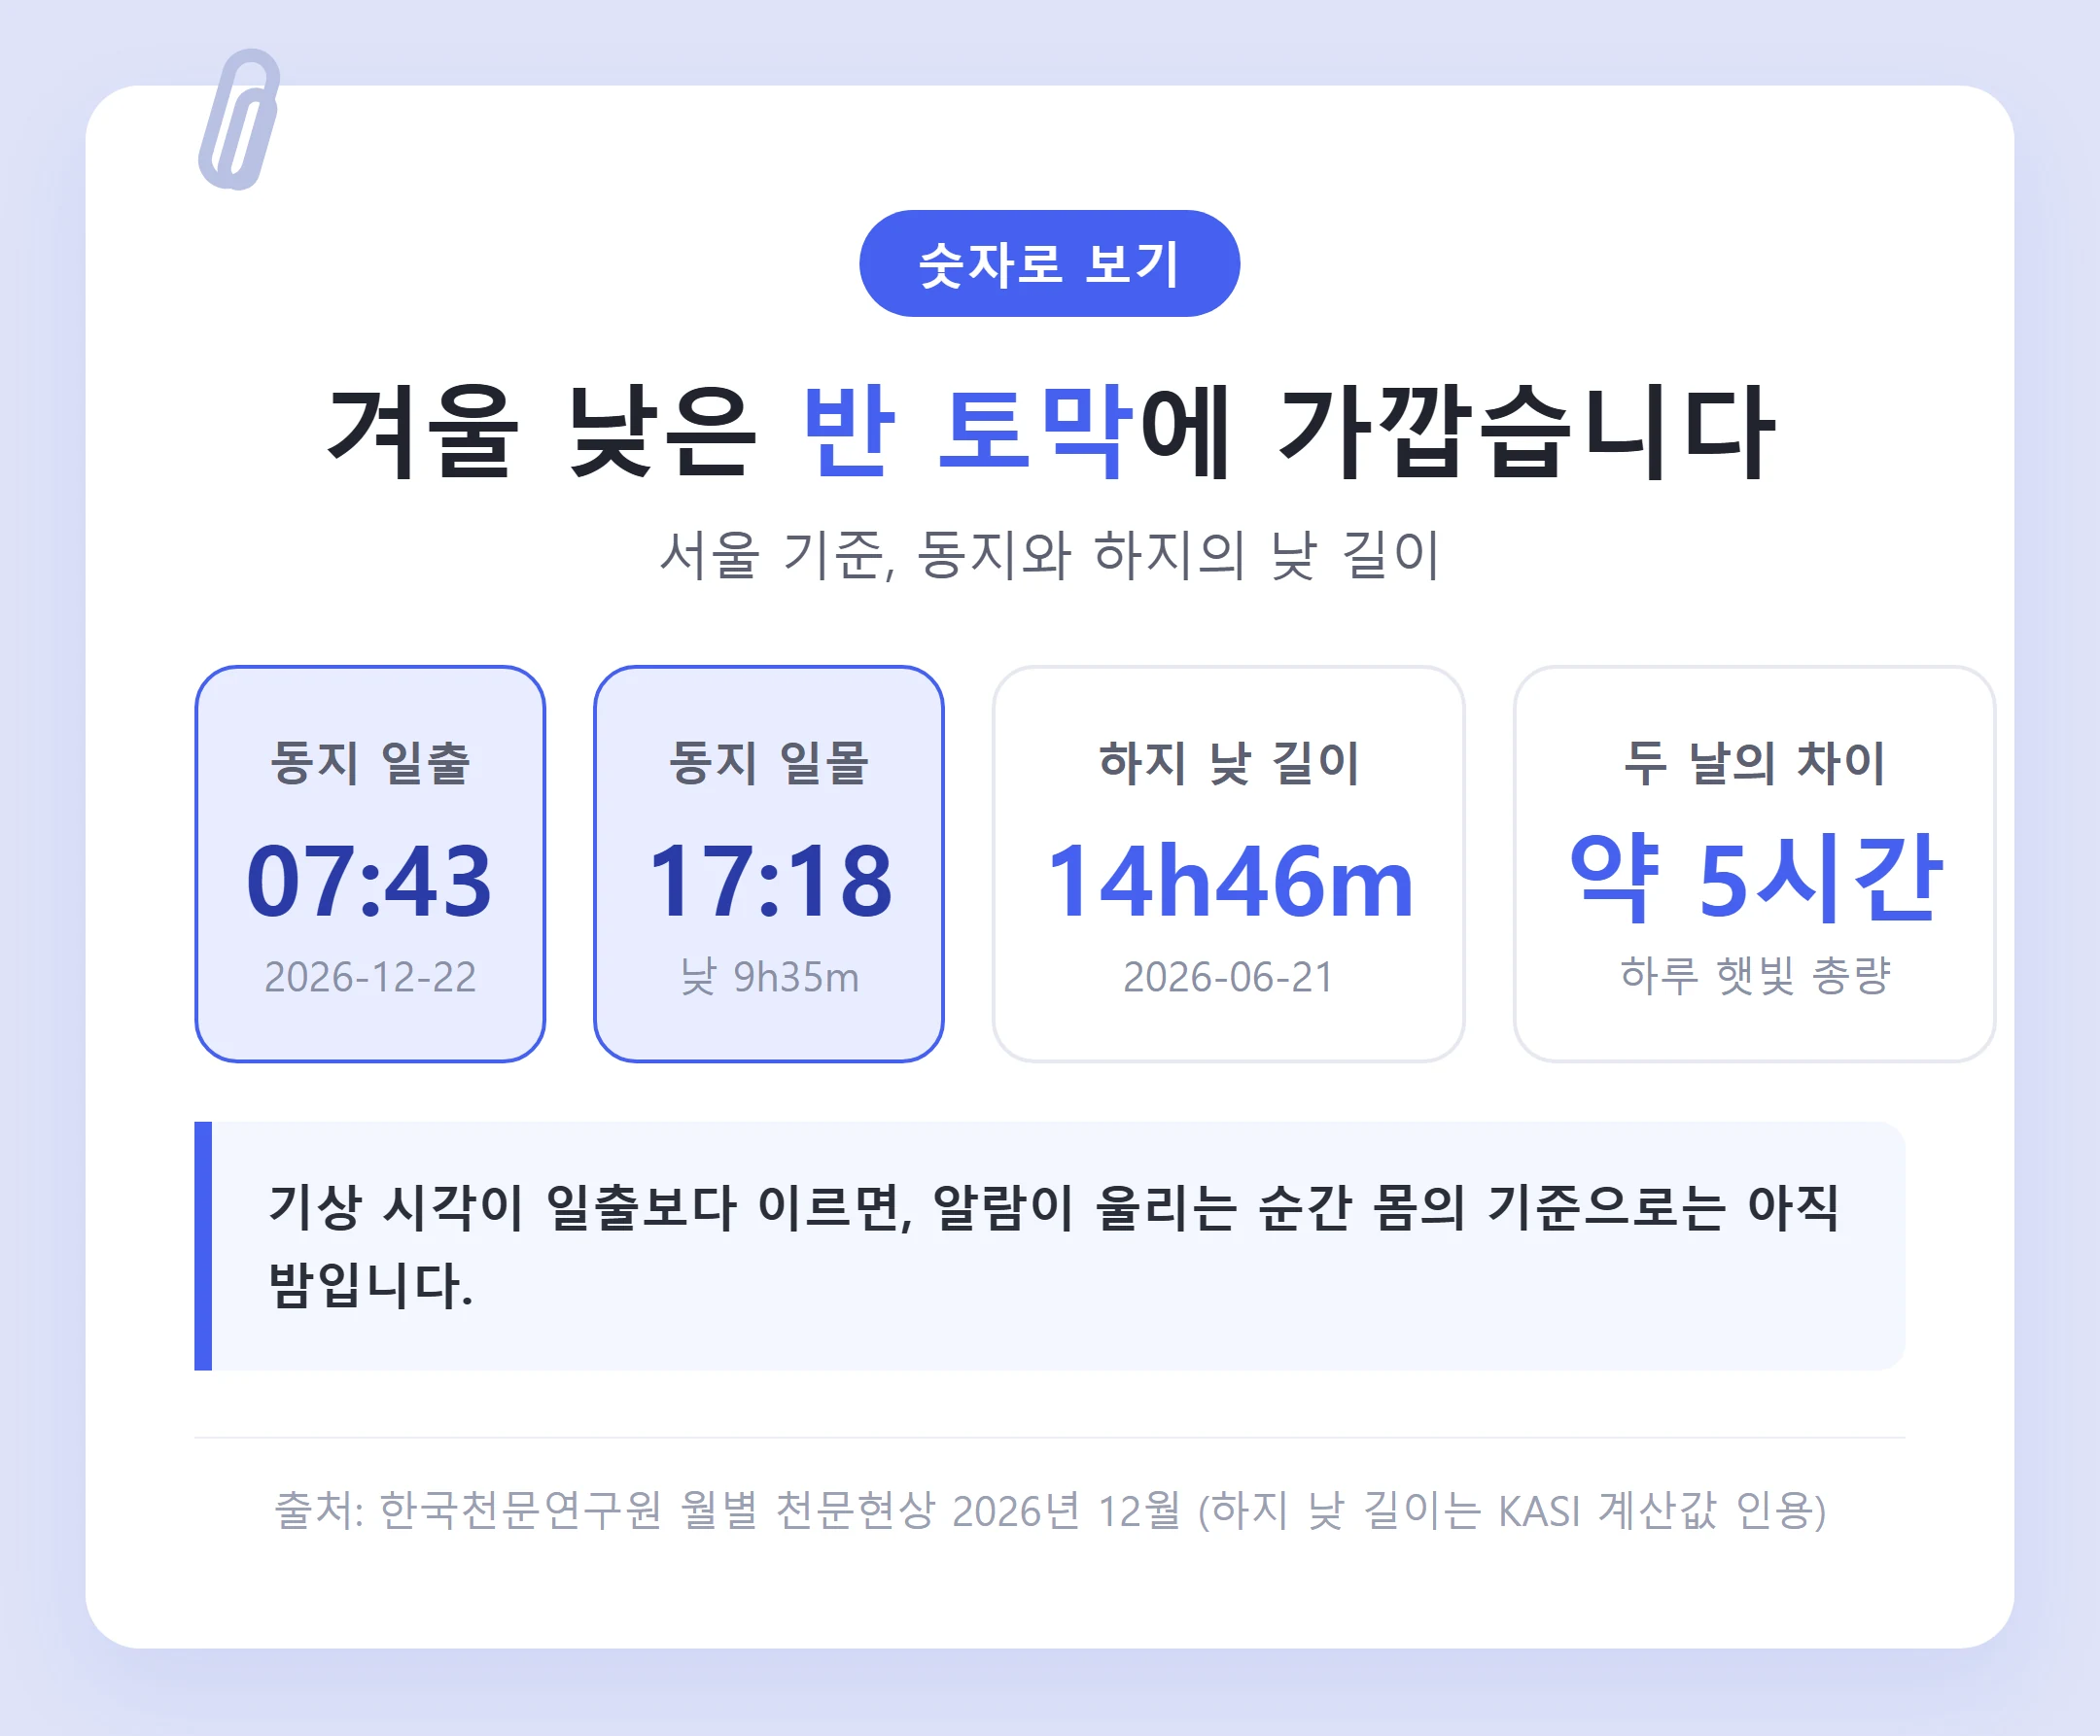 숫자로 보기
겨울 낮은 반 토막에 가깝습니다
서울 기준, 동지와 하지의 낮 길이
동지 일출
07:43
2026-12-22
동지 일몰
17:18
낮 9h35m
하지 낮 길이
14h46m
2026-06-21
두 날의 차이
약 5시간
하루 햇빛 총량
기상 시각이 일출보다 이르면, 알람이 울리는 순간 몸의 기준으로는 아직
밤입니다.
출처: 한국천문연구원 월별 천문현상 2026년 12월 (하지 낮 길이는 KASI 계산값 인용)